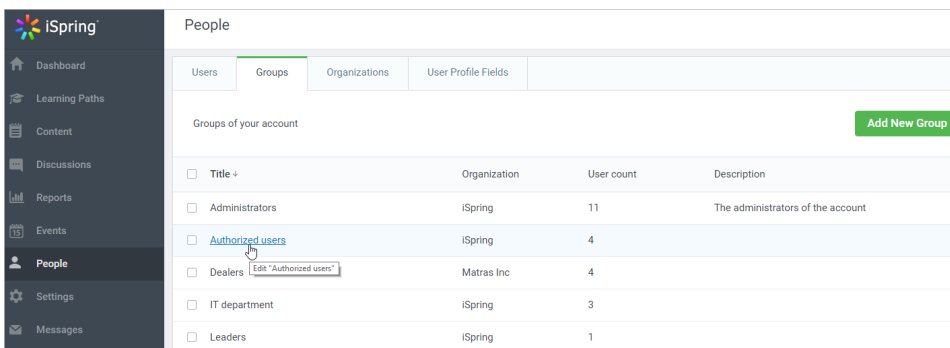 iSpring
People
Dashboard
Learning Paths
Content
Discussions
Reports
15
Events
People
Settings
Messages
Users Groups Organizations User Profile Fields
Groups of your account
Add New Group
Title Organization User count Description
Administrators iSpring 11 The administrators of the account
Authorized users iSpring 4
Edit "Authorized users"
Dealers Matras Inc 4
IT department iSpring 3
Leaders iSpring 1